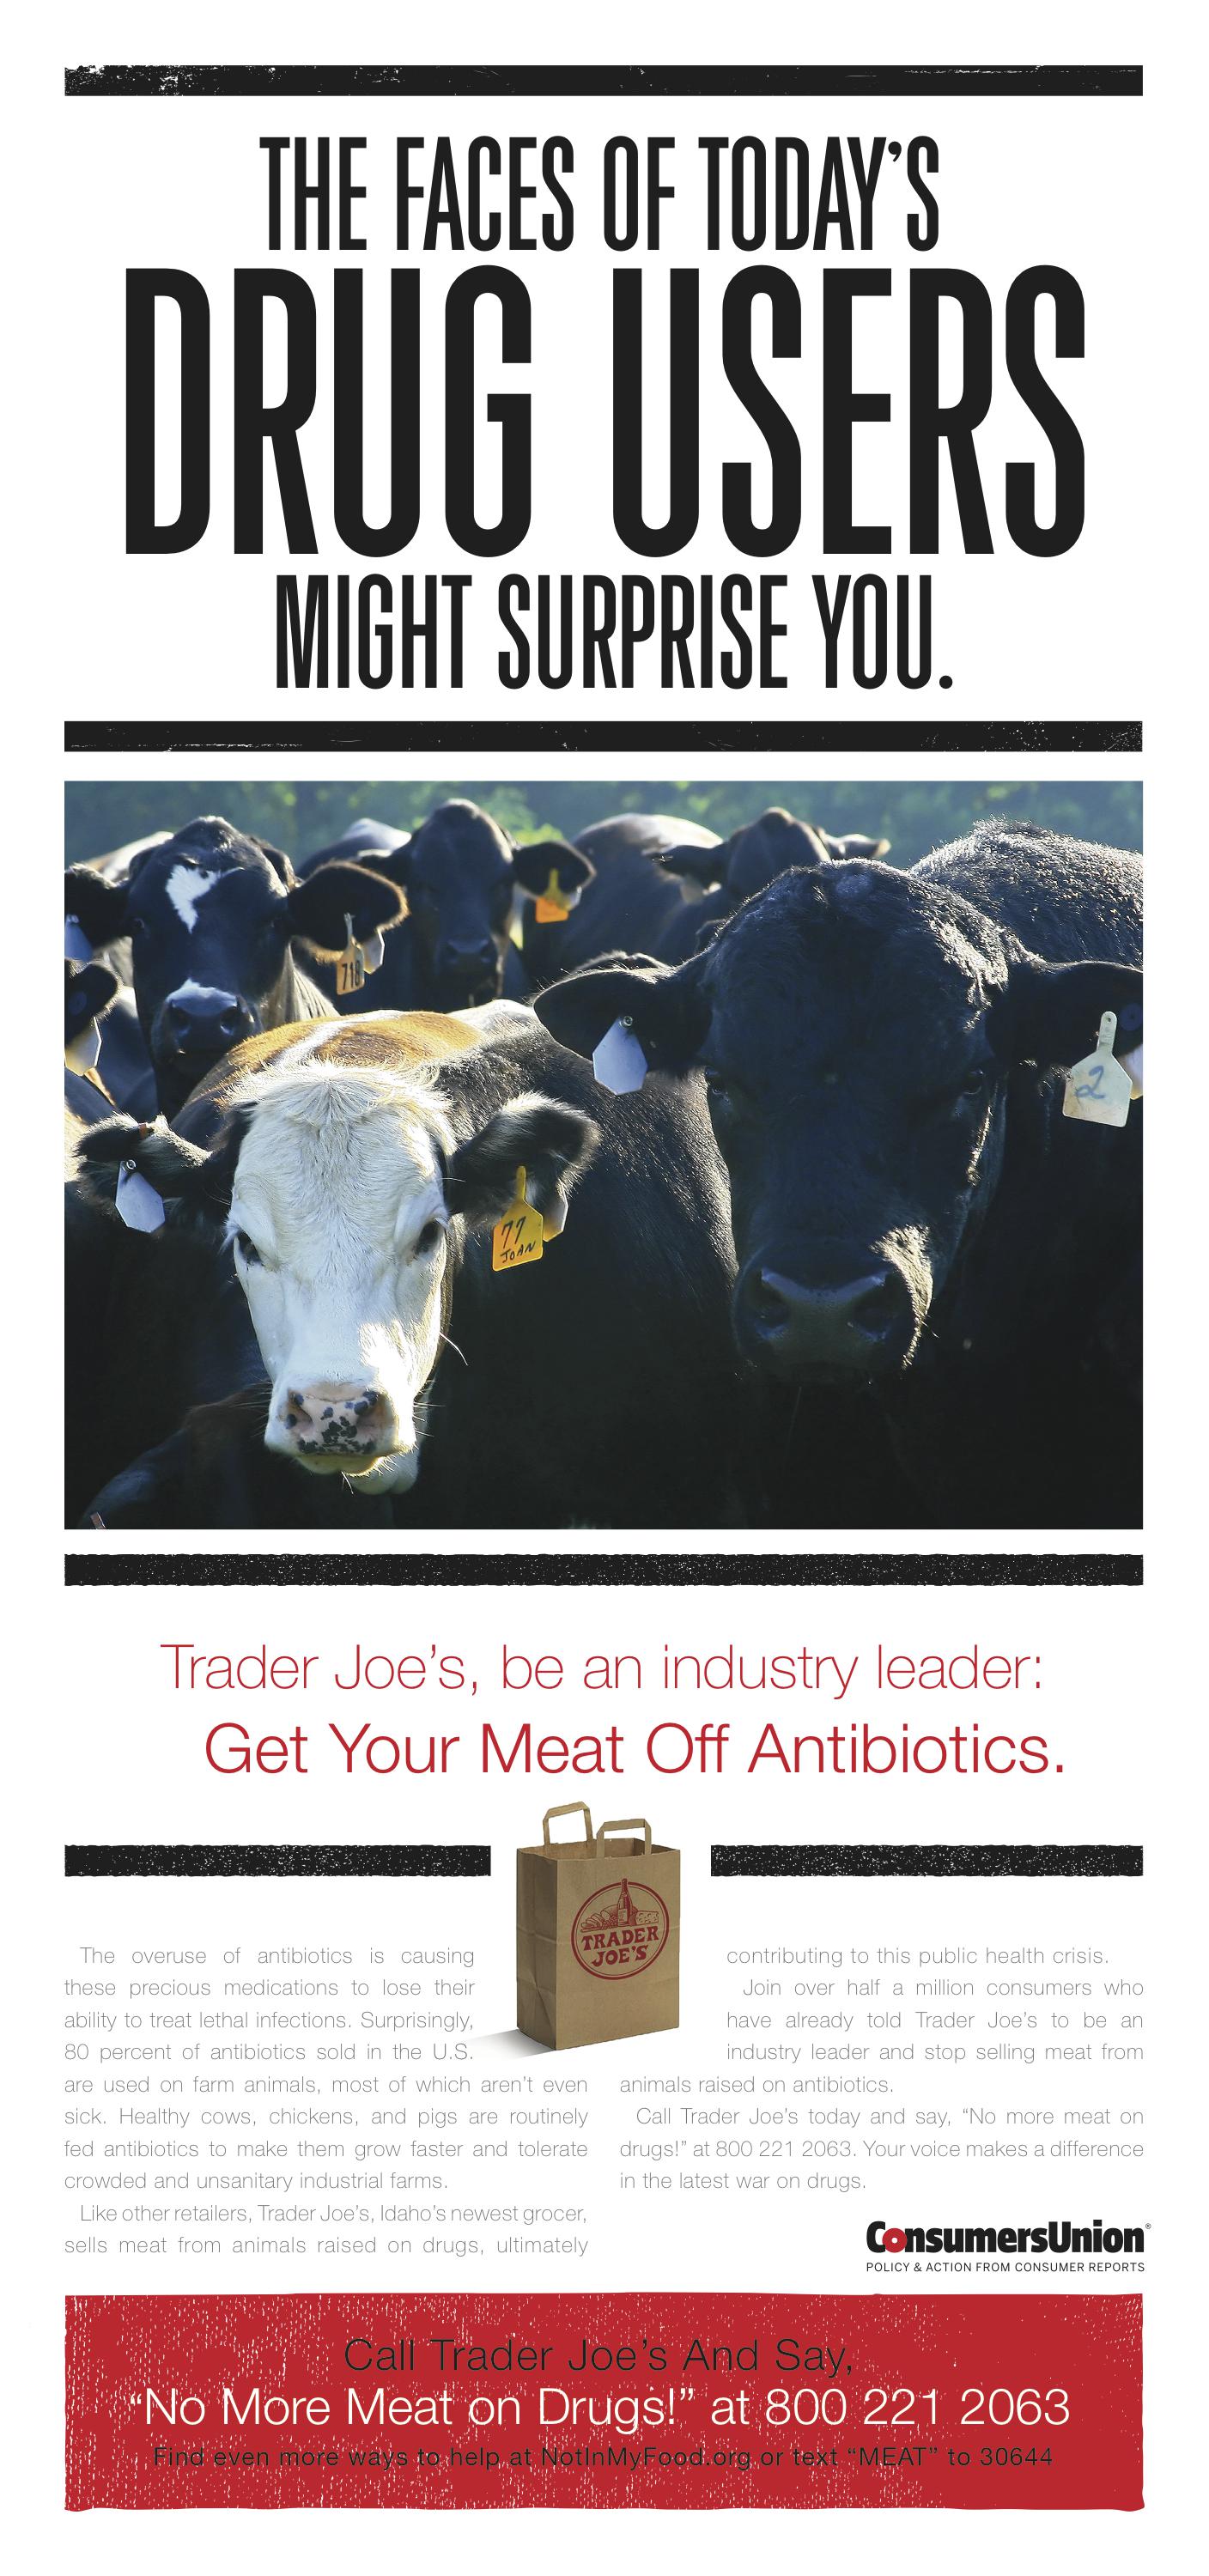 THE FACES OF TODAY'S
DRUG USERS
MIGHT SURPRISE YOU.
718
77
JOAN
2
Trader Joe's, be an industry leader:
Get Your Meat Off Antibiotics.
TRADER
JOE'S
The overuse of antibiotics is causing
these precious medications to lose their
ability to treat lethal infections. Surprisingly,
80 percent of antibiotics sold in the U.S.
are used on farm animals, most of which aren't even
sick. Healthy cows, chickens, and pigs are routinely
fed antibiotics to make them grow faster and tolerate
crowded and unsanitary industrial farms.
Like other retailers, Trader Joe's, Idaho's newest grocer,
sells meat from animals raised on drugs, ultimately
contributing to this public health crisis.
Join over half a million consumers who
have already told Trader Joe's to be an
industry leader and stop selling meat from
animals raised on antibiotics.
Call Trader Joe's today and say, “No more meat on
drugs!” at 800 221 2063. Your voice makes a difference
in the latest war on drugs.
ConsumersUnion®
POLICY & ACTION FROM CONSUMER REPORTS
Call Trader Joe's And Say,
“No More Meat on Drugs!” at 800 221 2063
Find even more ways to help at NotInMyFood.org or text “MEAT” to 30644